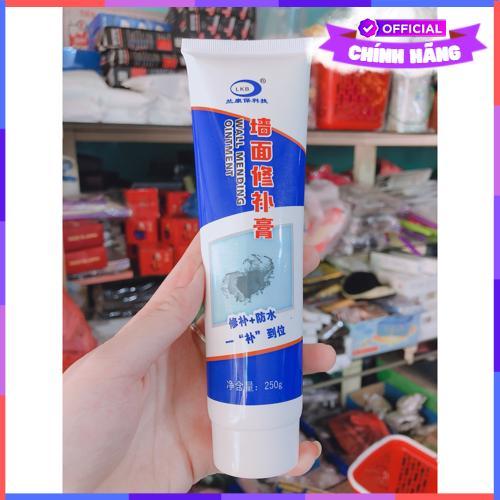 OFFICIAL
CHÍNH HÃNG
LKB
®
兰康保科技
墙面修补膏
WALL MENDING
OINTMENT
修补+防水
一“补”到位
净含量：250g